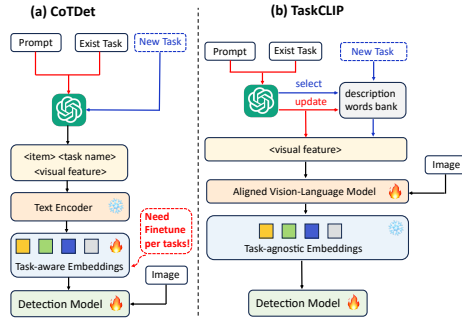 (a) CoTDet
Prompt
Exist Task
New Task
<item> <task name>
<visual feature>
Text Encoder
Need
Finetune
per tasks!
Task-aware Embeddings
Image
Detection Model
(b) TaskCLIP
Prompt
Exist Task
New Task
select
update
description
words bank
<visual feature>
Image
Aligned Vision-Language Model
Task-agnostic Embeddings
Detection Model